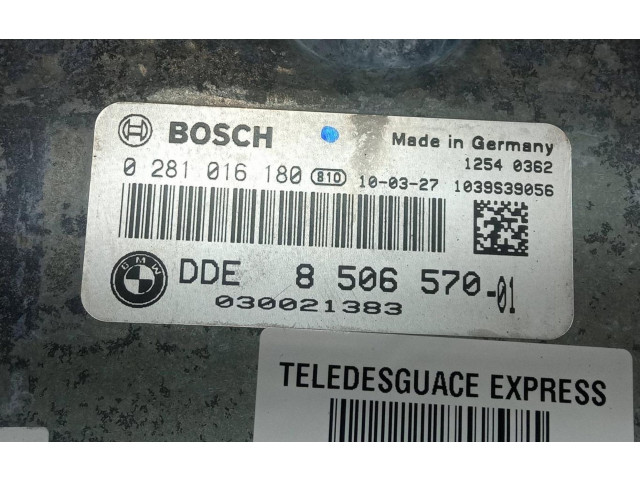 BOSCH
Made in Germany
1254 0362
0 281 016 180 810 10-03-27 1039S39056
BMW DDE 8 506 570-01
030021383
TELEDESGUACE EXPRESS